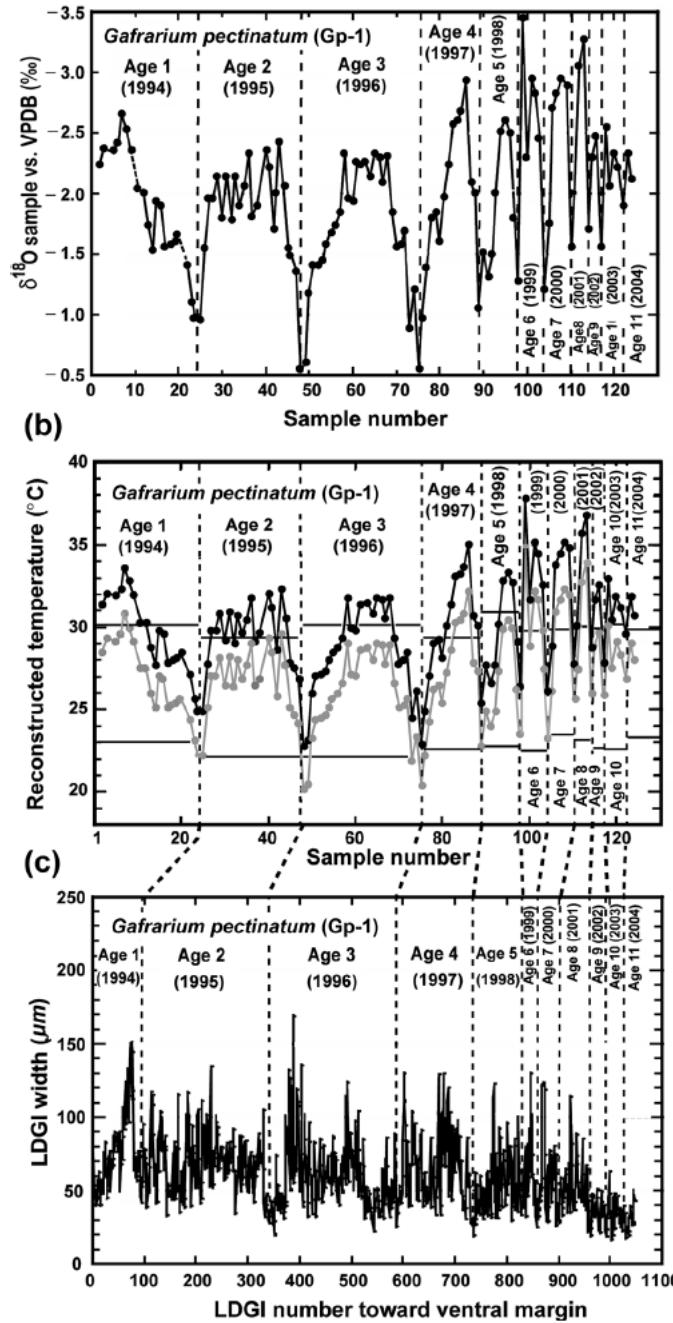 Gafrarium pectinatum (Gp-1)
Age 1 (1994)
Age 2 (1995)
Age 3 (1996)
Age 4 (1997)
Age 5 (1998)
Age 6 (1999)
Age 7 (2000)
Age8 (2001)
Age 9 (2002)
Age 1 (2003)
Age 11 (2004)
δ18O sample vs. VPDB (‰)
−3.5
−3.0
−2.5
−2.0
−1.5
−1.0
−0.5
0 10 20 30 40 50 60 70 80 90 100 110 120
Sample number
(b)
Gafrarium pectinatum (Gp-1)
Age 1 (1994)
Age 2 (1995)
Age 3 (1996)
Age 4 (1997)
Age 5 (1998)
(1999)
(2000)
(2001)
(2002)
Age 10(2003)
Age 11(2004)
Age 6
Age 7
Age 8
Age 9
Age 10
Reconstructed temperature (°C)
40
35
30
25
20
18
1 20 40 60 80 100 120
Sample number
(c)
Gafrarium pectinatum (Gp-1)
Age 1 (1994)
Age 2 (1995)
Age 3 (1996)
Age 4 (1997)
Age 5 (1998)
Age 6 (1999)
Age 7 (2000)
Age 8 (2001)
Age 9 (2002)
Age 10 (2003)
Age 11 (2004)
LDGI width (μm)
250
200
150
100
50
0
0 100 200 300 400 500 600 700 800 900 1000 1100
LDGI number toward ventral margin